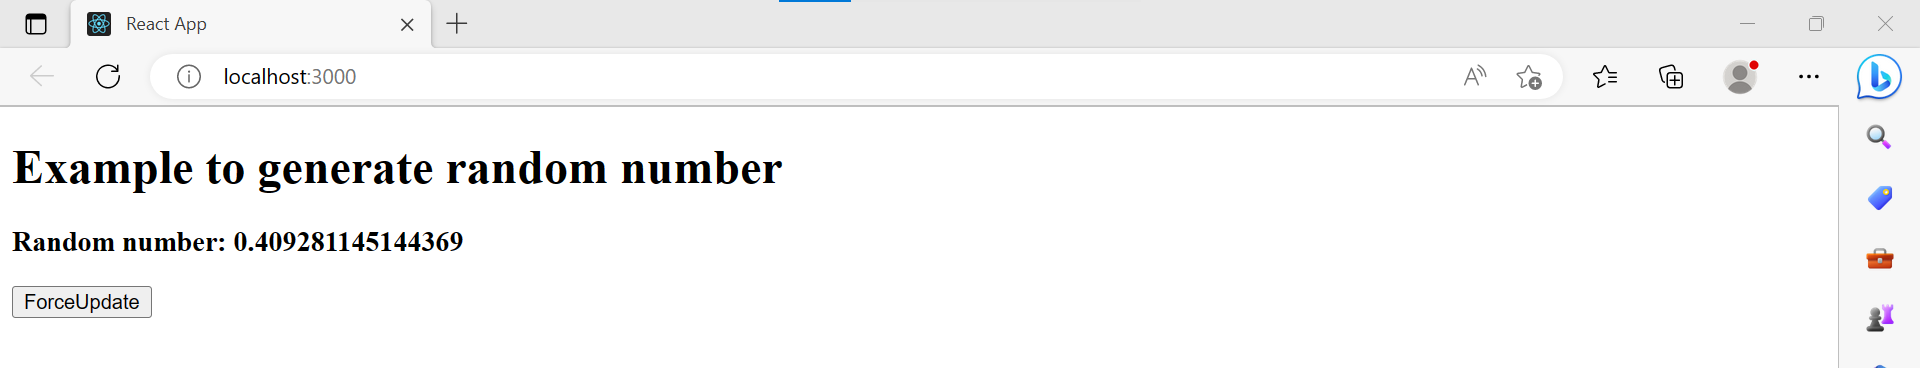 React App
localhost:3000
Example to generate random number
Random number: 0.409281145144369
ForceUpdate